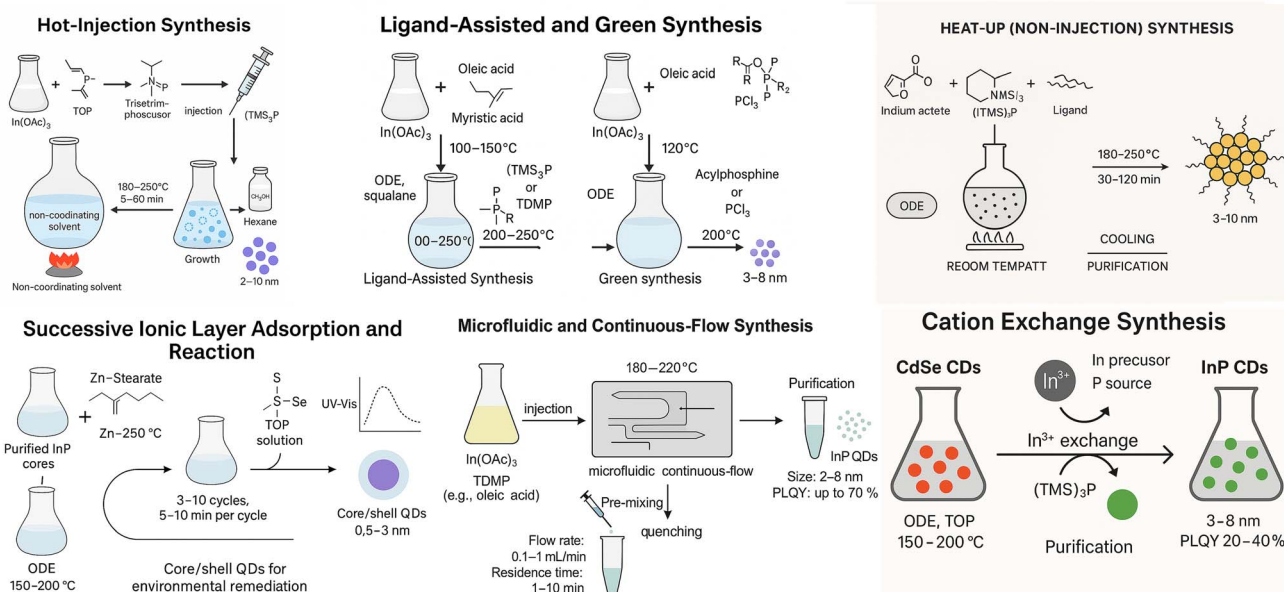 Hot-Injection Synthesis
In(OAc)₃
+
TOP
Trisetrim-
phoscusor
N=P
injection
(TMS₃P
180–250°C
5–60 min
non-coodinating
solvent
Growth
CH₃OH
Hexane
2–10 nm
Non-coordinating solvent
Ligand-Assisted and Green Synthesis
In(OAc)₃
+
Oleic acid
Myristic acid
100–150°C
ODE,
squalane
(TMS₃P
or
TDMP
P
R
00–250°C
200–250°C
Ligand-Assisted Synthesis
In(OAc)₃
+
Oleic acid
R
O
P
R
P
R₂
P
PCl₃
120°C
ODE
Acylphosphine
or
PCl₃
200°C
Green synthesis
3–8 nm
HEAT-UP (NON-INJECTION) SYNTHESIS
O
O
O
Indium actete
+
NMS/₃
(ITMS)₃P
+
Ligand
ODE
REOOM TEMPATT
180–250°C
30–120 min
COOLING
PURIFICATION
3–10 nm
Successive Ionic Layer Adsorption and
Reaction
Purified InP
cores
+
Zn-Stearate
Zn-250 °C
ODE
150–200 °C
3–10 cycles,
5–10 min per cycle
S
S–Se
TOP
solution
UV-Vis
Core/shell QDs
0,5–3 nm
Core/shell QDs for
environmental remediation
Microfluidic and Continuous-Flow Synthesis
In(OAc)₃
TDMP
(e.g., oleic acid)
injection
180–220°C
microfluidic continuous-flow
Pre-mixing
quenching
Flow rate:
0.1–1 mL/min
Residence time:
1–10 min
Purification
InP QDs
Size: 2–8 nm
PLQY: up to 70 %
Cation Exchange Synthesis
CdSe CDs
ODE, TOP
150–200 °C
In³⁺
In precusor
P source
In³⁺ exchange
(TMS)₃P
Purification
InP CDs
3–8 nm
PLQY 20–40%